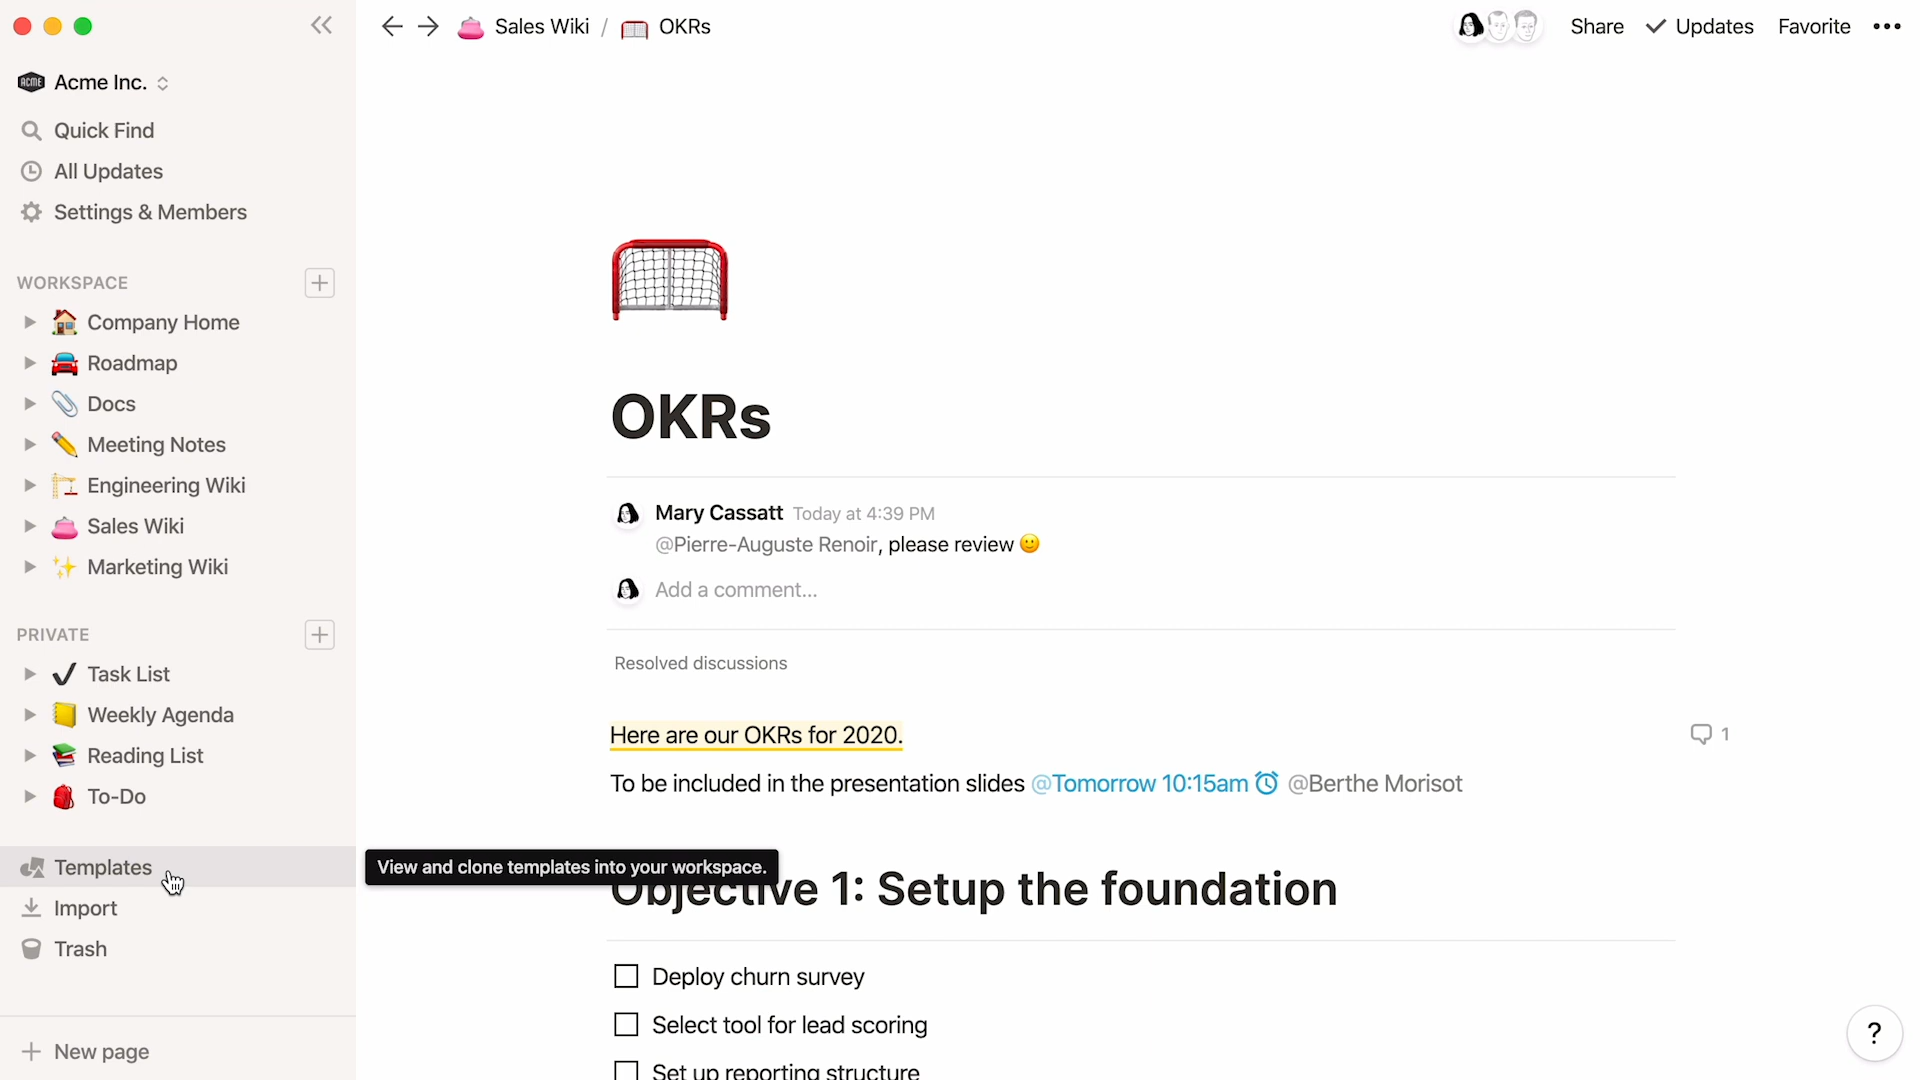 Sales Wiki / OKRs
Share Updates Favorite •••
ACME Acme Inc.
Quick Find
All Updates
Settings & Members
WORKSPACE
Company Home
Roadmap
Docs
Meeting Notes
Engineering Wiki
Sales Wiki
Marketing Wiki
PRIVATE
Task List
Weekly Agenda
Reading List
To-Do
Templates
Import
Trash
New page
OKRs
Mary Cassatt Today at 4:39 PM
@Pierre-Auguste Renoir, please review 🙂
Add a comment...
Resolved discussions
Here are our OKRs for 2020.
1
To be included in the presentation slides @Tomorrow 10:15am @Berthe Morisot
View and clone templates into your workspace.
Objective 1: Setup the foundation
Deploy churn survey
Select tool for lead scoring
Set up reporting structure
?